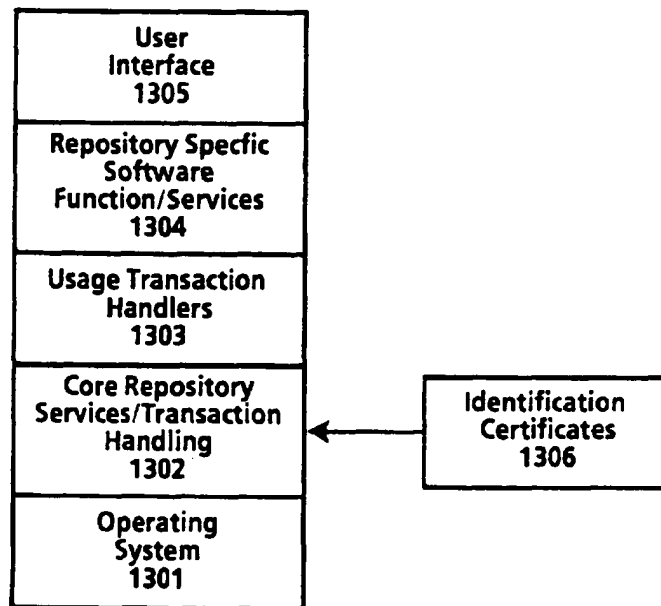 User
Interface
1305
Repository Specfic
Software
Function/Services
1304
Usage Transaction
Handlers
1303
Core Repository
Services/Transaction
Handling
1302
Identification
Certificates
1306
Operating
System
1301